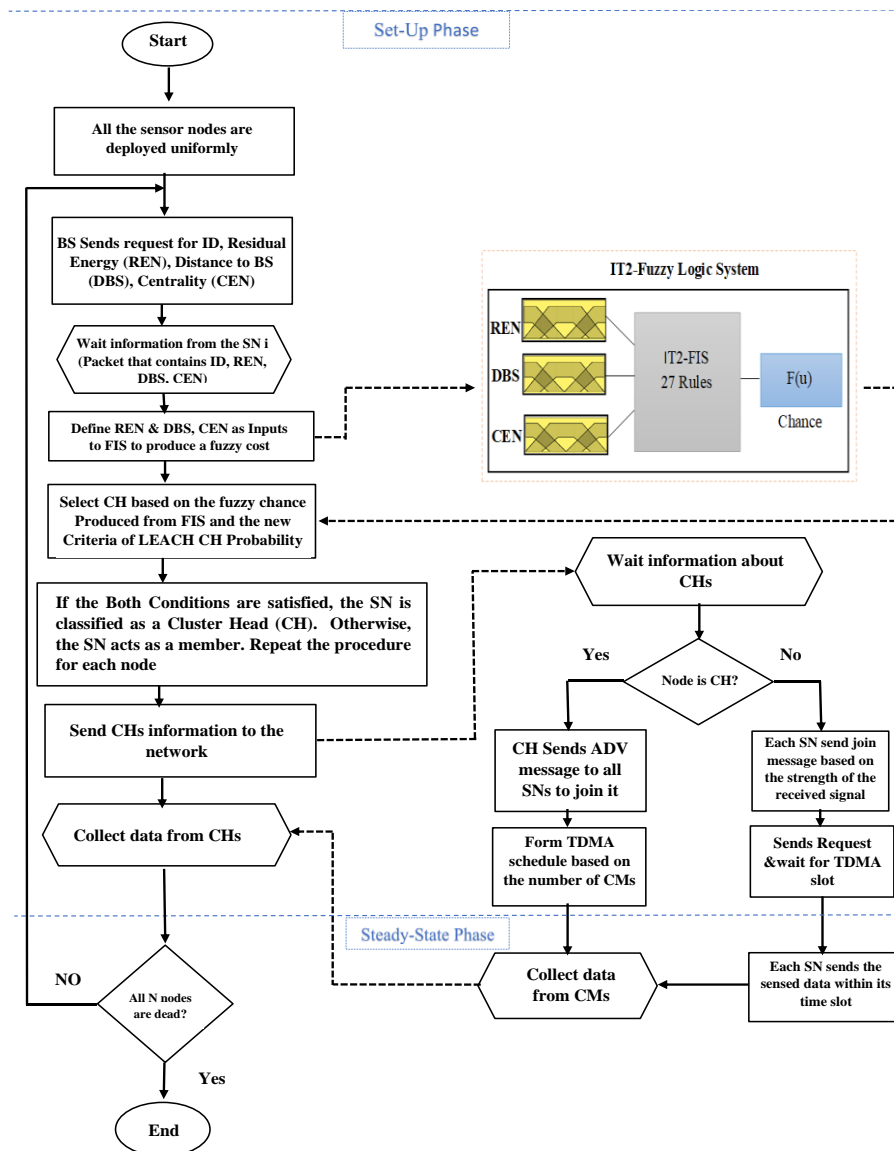 Set-Up Phase
Start
All the sensor nodes are
deployed uniformly
BS Sends request for ID, Residual
Energy (REN), Distance to BS
(DBS), Centrality (CEN)
Wait information from the SN i
(Packet that contains ID, REN,
DBS. CEN)
Define REN & DBS, CEN as Inputs
to FIS to produce a fuzzy cost
IT2-Fuzzy Logic System
REN
DBS
CEN
IT2-FIS
27 Rules
F(u)
Chance
Select CH based on the fuzzy chance
Produced from FIS and the new
Criteria of LEACH CH Probability
If the Both Conditions are satisfied, the SN is
classified as a Cluster Head (CH). Otherwise,
the SN acts as a member. Repeat the procedure
for each node
Send CHs information to the
network
Wait information about
CHs
Yes
No
Node is CH?
CH Sends ADV
message to all
SNs to join it
Each SN send join
message based on
the strength of the
received signal
Form TDMA
schedule based on
the number of CMs
Sends Request
&wait for TDMA
slot
Collect data from CHs
Steady-State Phase
Collect data
from CMs
Each SN sends the
sensed data within its
time slot
NO
All N nodes
are dead?
Yes
End